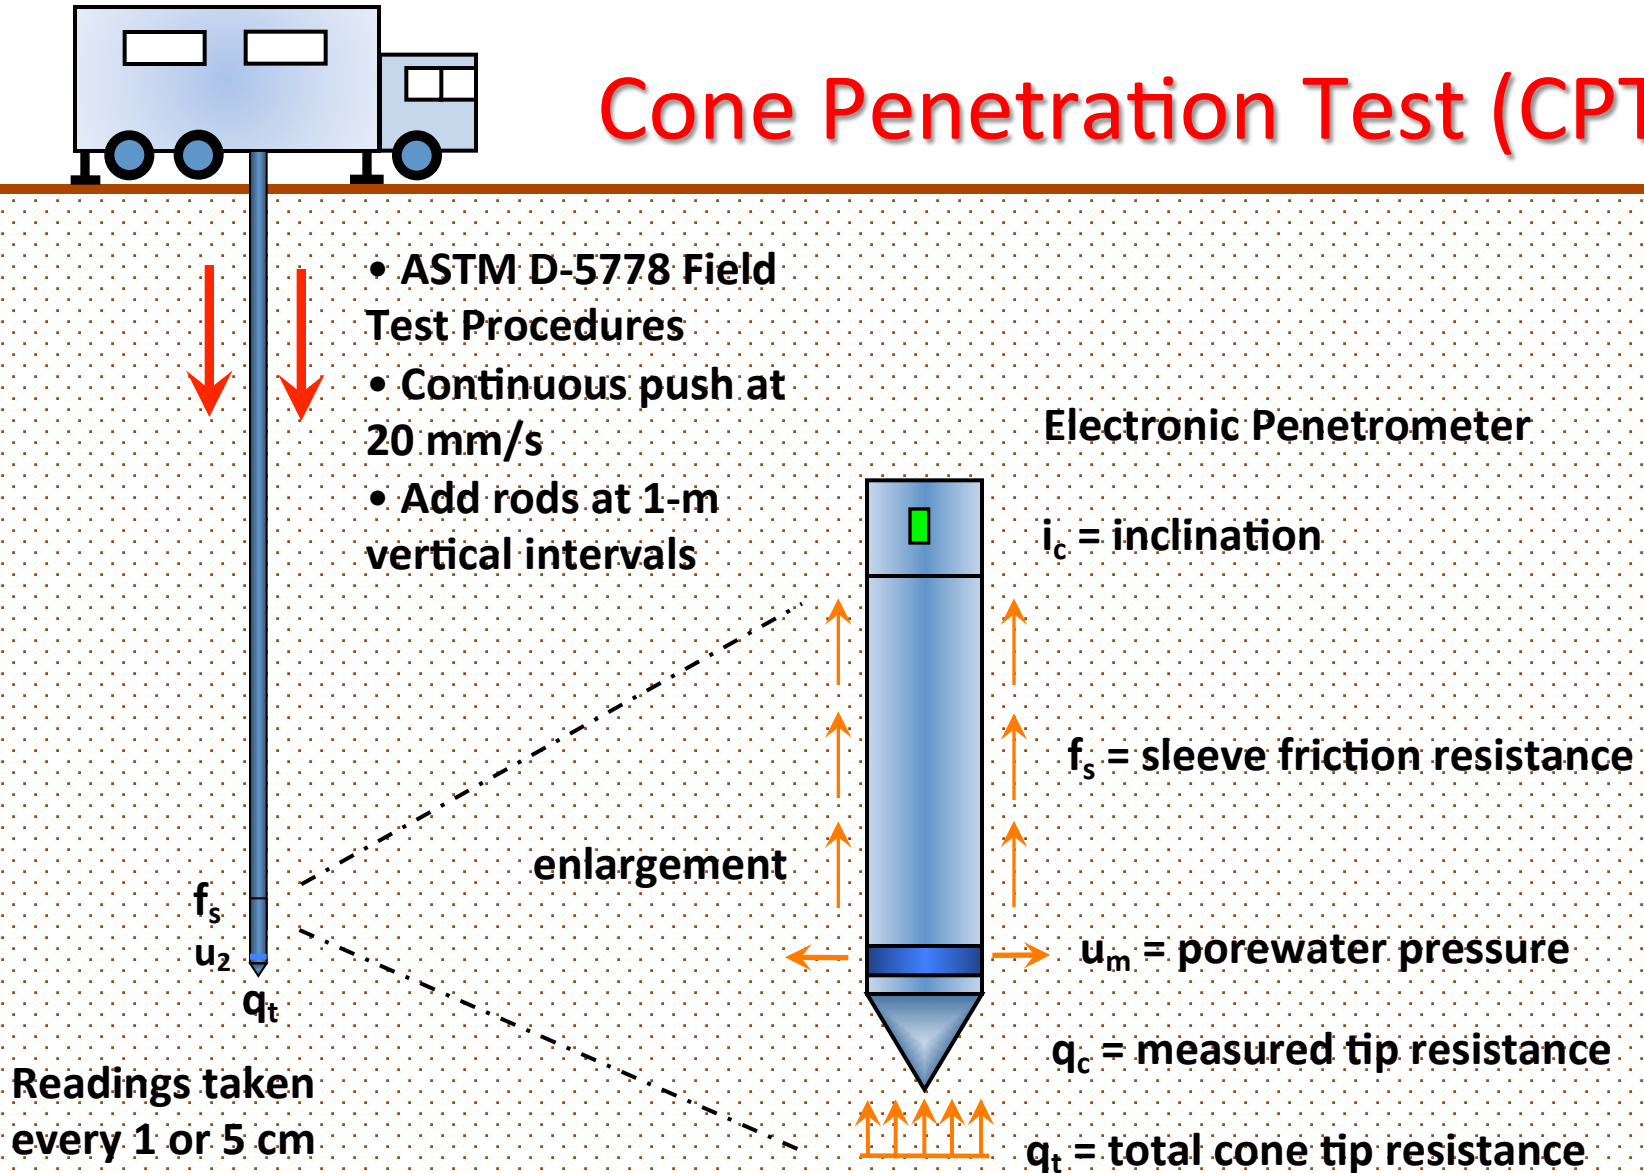 Cone Penetration Test (CPT
• ASTM D-5778 Field
Test Procedures
• Continuous push at
20 mm/s
• Add rods at 1-m
vertical intervals
Electronic Penetrometer
ic = inclination
fs = sleeve friction resistance
enlargement
fs
u2
qt
um = porewater pressure
qc = measured tip resistance
qt = total cone tip resistance
Readings taken
every 1 or 5 cm